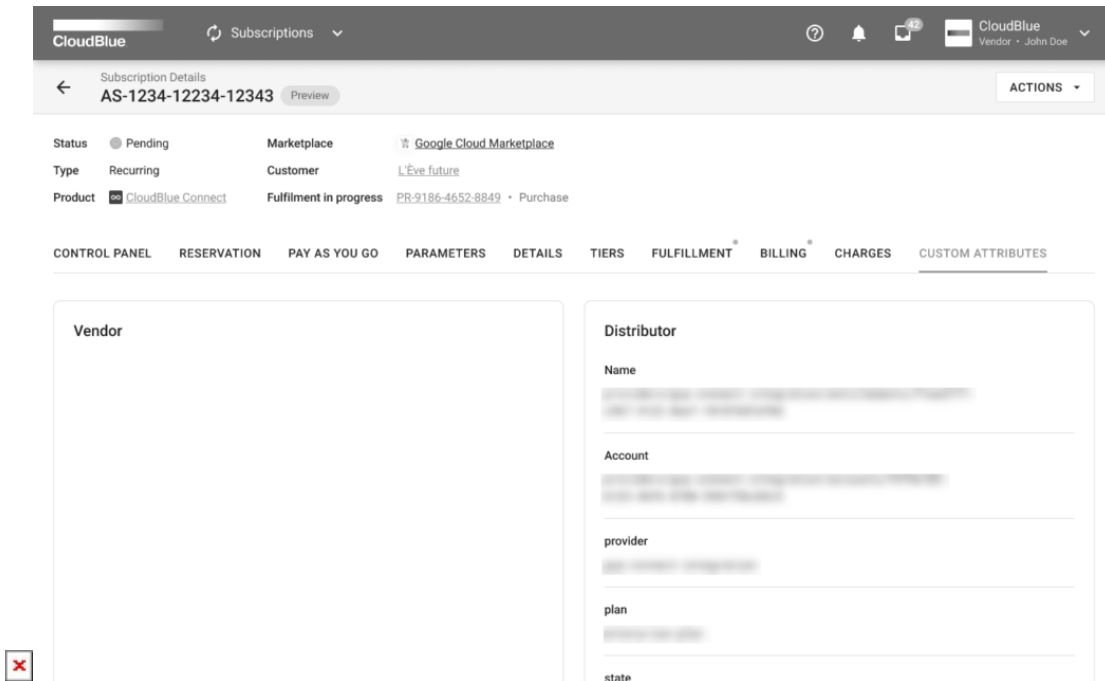 CloudBlue
Subscriptions
42
CloudBlue
Vendor • John Doe
Subscription Details
AS-1234-12234-12343 Preview
ACTIONS
Status Pending Marketplace Google Cloud Marketplace
Type Recurring Customer L'Ève future
Product CloudBlue Connect Fulfilment in progress PR-9186-4652-8849 • Purchase
CONTROL PANEL RESERVATION PAY AS YOU GO PARAMETERS DETAILS TIERS FULFILLMENT BILLING CHARGES CUSTOM ATTRIBUTES
Vendor
Distributor
Name
Account
provider
plan
state